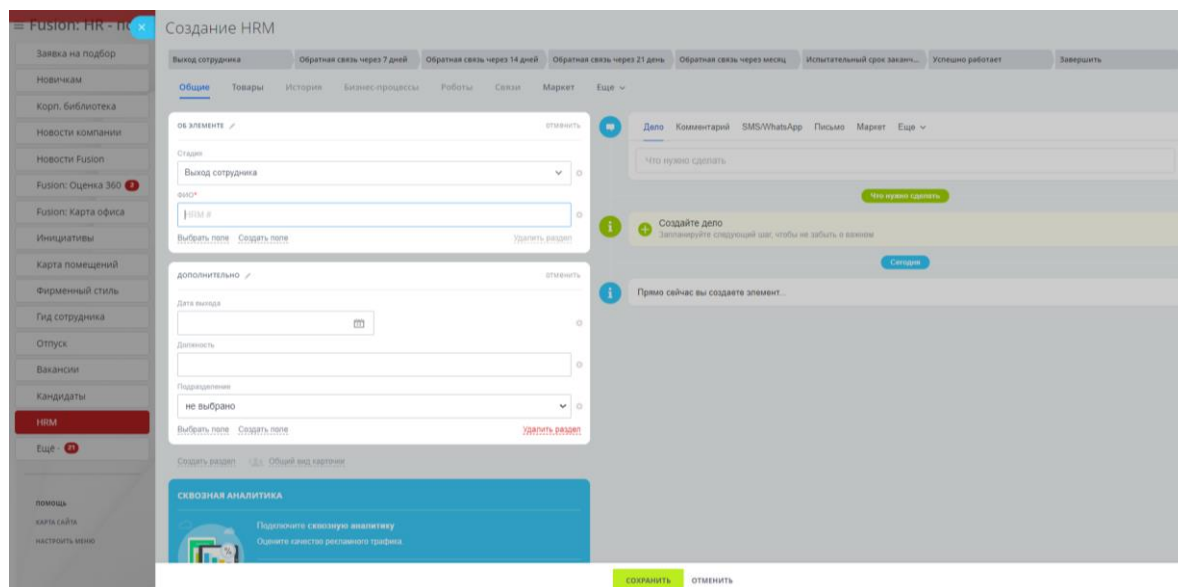 Fusion: HR - по
Создание HRM
Заявка на подбор
Новичкам
Корп. библиотека
Новости компании
Новости Fusion
Fusion: Оценка 360
Fusion: Карта офиса
Инициативы
Карта помещений
Фирменный стиль
Гид сотрудника
Отпуск
Вакансии
Кандидаты
HRM
Ещё - 25
ПОМОЩЬ
КАРТА САЙТА
НАСТРОИТЬ МЕНЮ
Выход сотрудника Обратная связь через 7 дней Обратная связь через 14 дней Обратная связь через 21 день Обратная связь через месяц Испытательный срок заканч... Успешно работает Завершить
Общие Товары История Бизнес-процессы Роботы Связи Маркет Еще
ОБ ЭЛЕМЕНТЕ ОТМЕНИТЬ
Стадия
Выход сотрудника
ФИО*
HRM #
Выбрать поле Создать поле Удалить раздел
ДОПОЛНИТЕЛЬНО ОТМЕНИТЬ
Дата выхода
Должность
Подразделение
не выбрано
Выбрать поле Создать поле Удалить раздел
Создать раздел Общий вид карточки
СКВОЗНАЯ АНАЛИТИКА
Подключите сквозную аналитику
Оцените качество рекламного трафика.
Дело Комментарий SMS/WhatsApp Письмо Маркет Еще
Что нужно сделать
Что нужно сделать
Создайте дело
Запланируйте следующий шаг, чтобы не забыть о важном
Сегодня
Прямо сейчас вы создаете элемент...
СОХРАНИТЬ ОТМЕНИТЬ